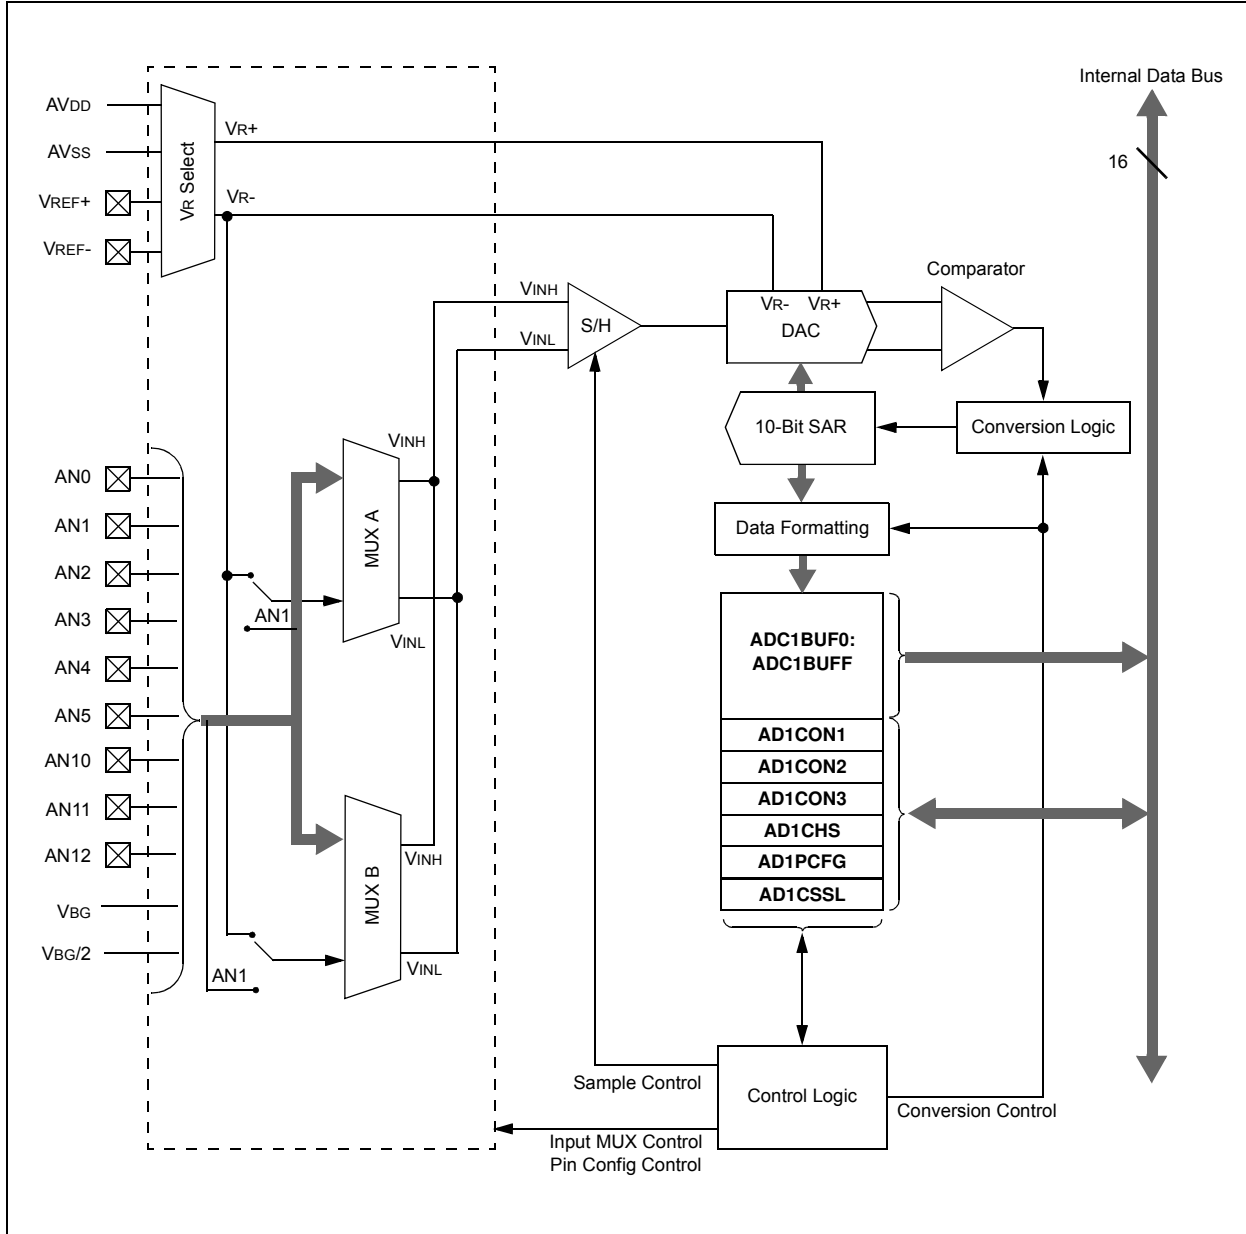 Internal Data Bus
16
AVDD
AVSS
VREF+
VREF-
VR Select
VR+
VR-
Comparator
VINH
VINL
S/H
VR- VR+
DAC
10-Bit SAR
Conversion Logic
Data Formatting
AN0
AN1
AN2
AN3
AN4
AN5
AN10
AN11
AN12
VBG
VBG/2
VINH
MUX A
AN1
VINL
VINH
MUX B
VINL
AN1
ADC1BUF0:
ADC1BUFF
AD1CON1
AD1CON2
AD1CON3
AD1CHS
AD1PCFG
AD1CSSL
Sample Control
Control Logic
Conversion Control
Input MUX Control
Pin Config Control